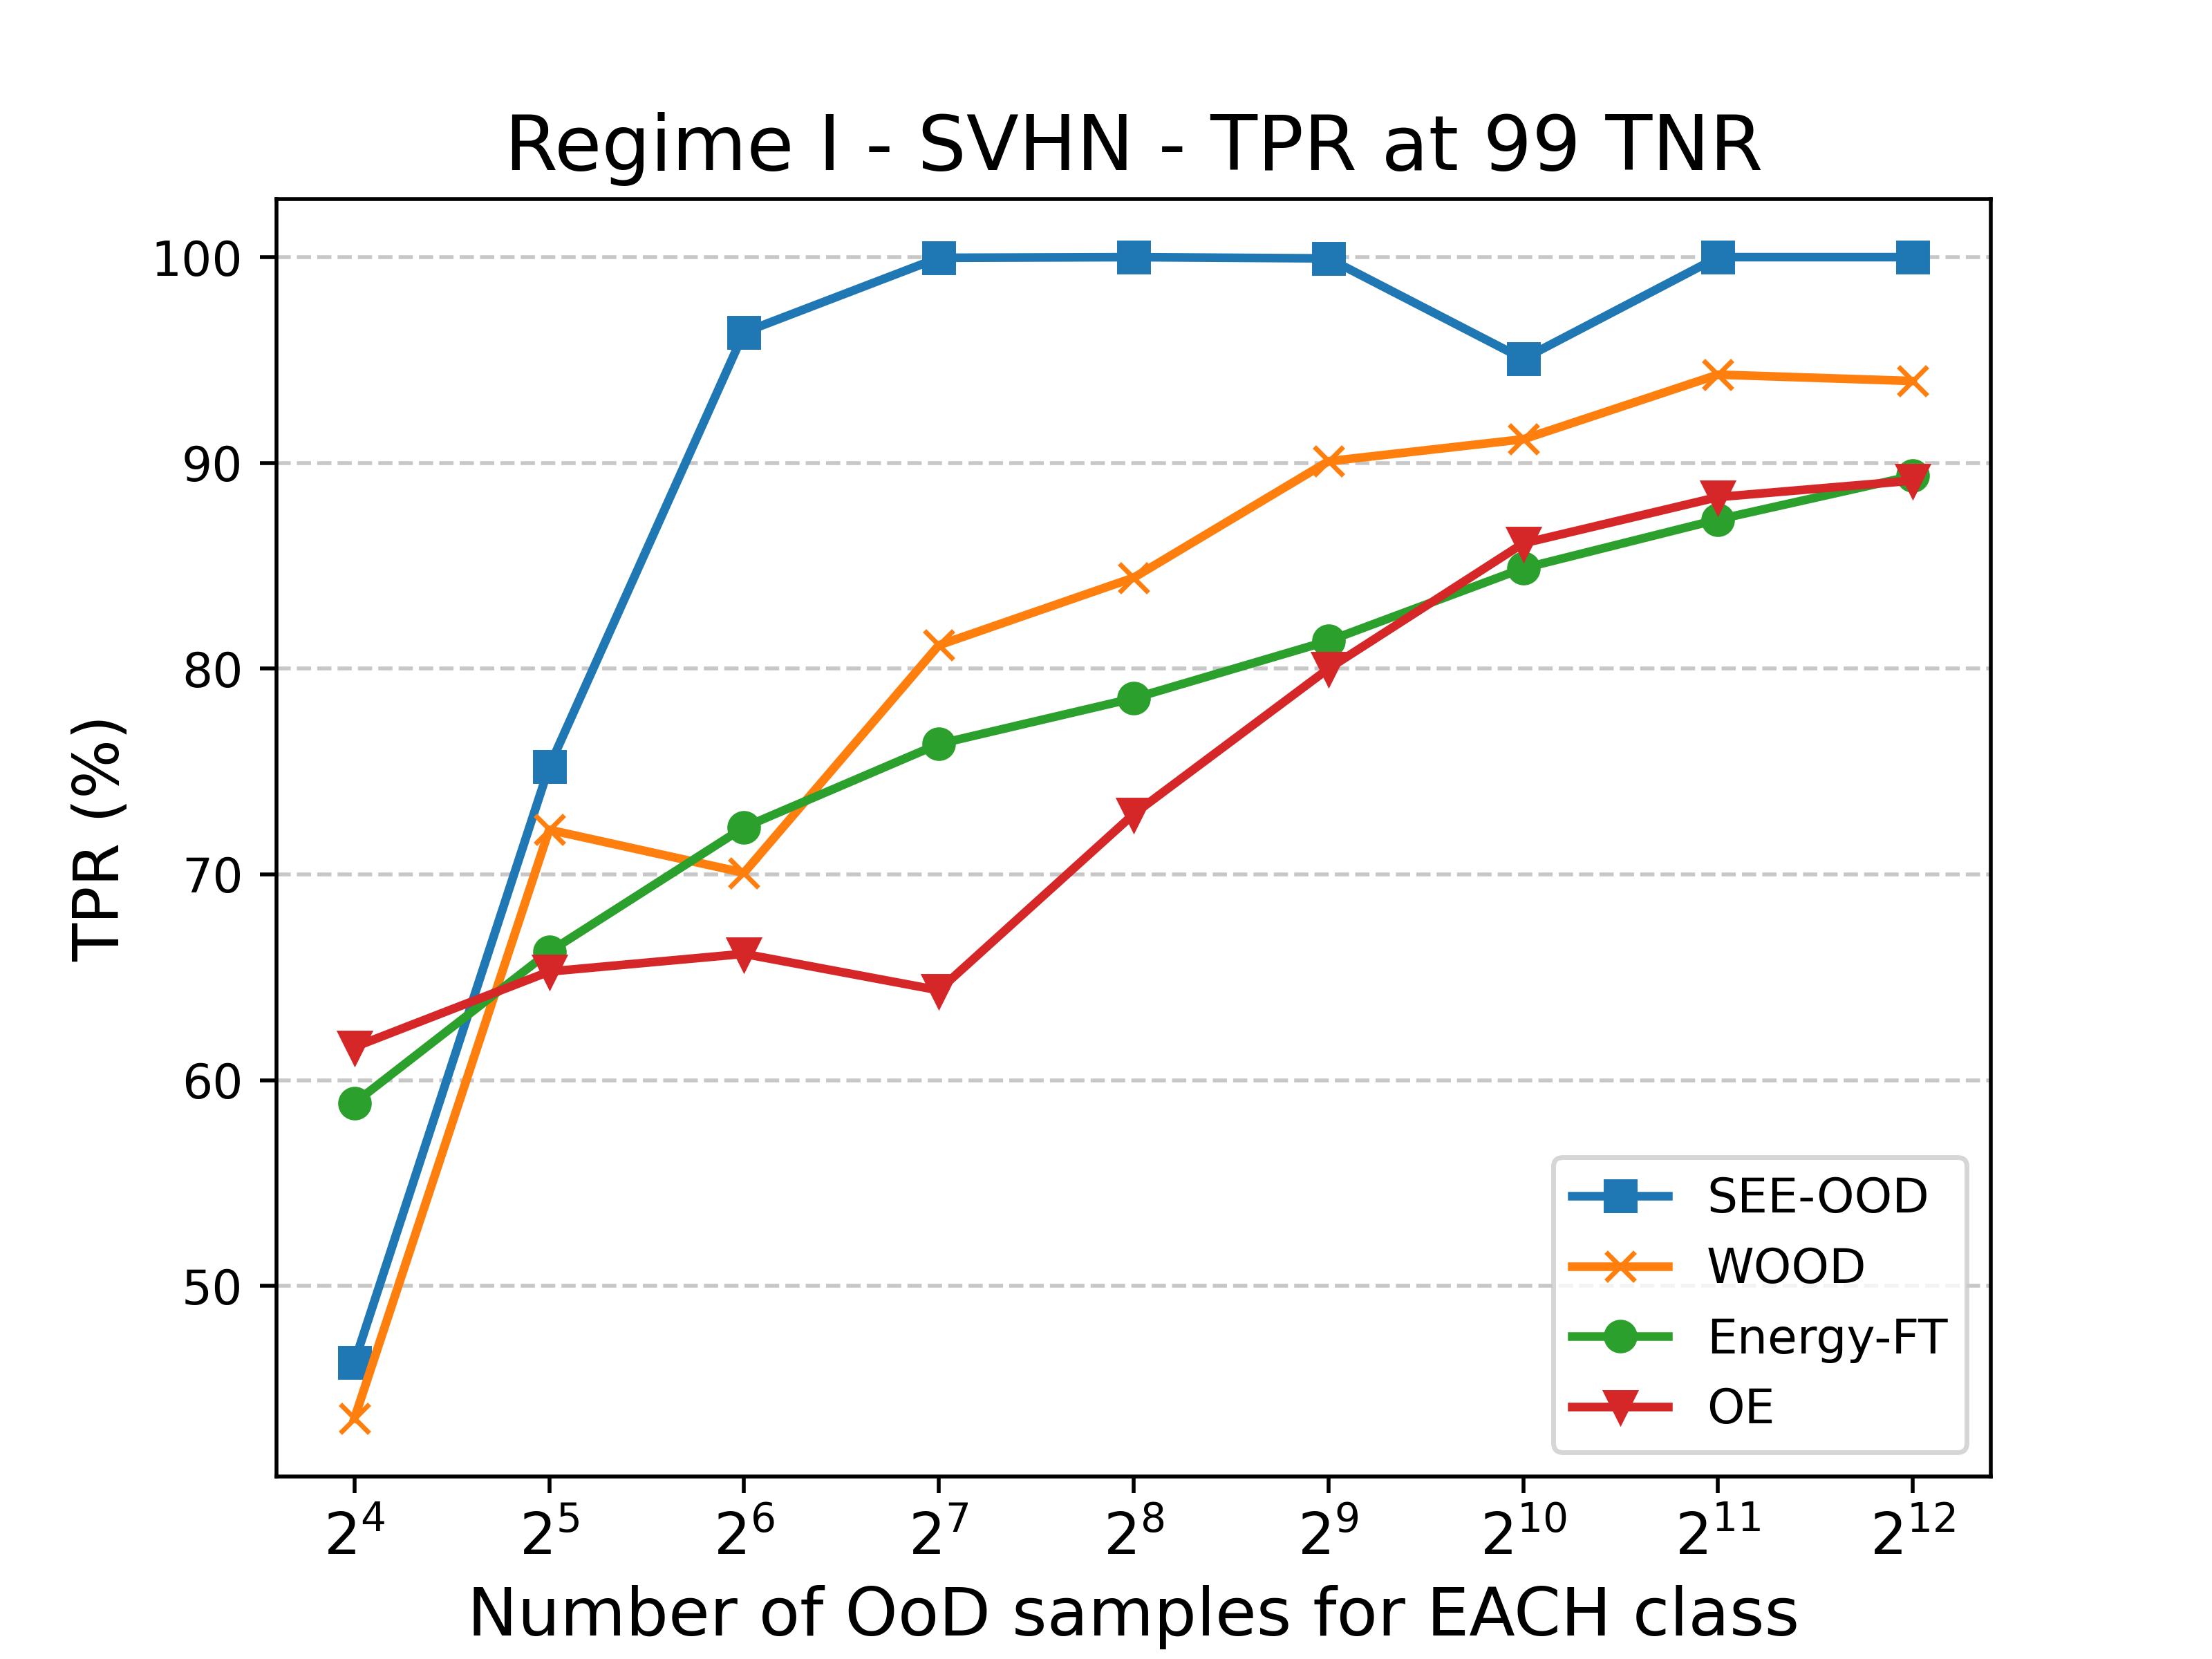 Regime I - SVHN - TPR at 99 TNR
TPR (%)
100
90
80
70
60
50
2^4 2^5 2^6 2^7 2^8 2^9 2^10 2^11 2^12
Number of OoD samples for EACH class
SEE-OOD
WOOD
Energy-FT
OE